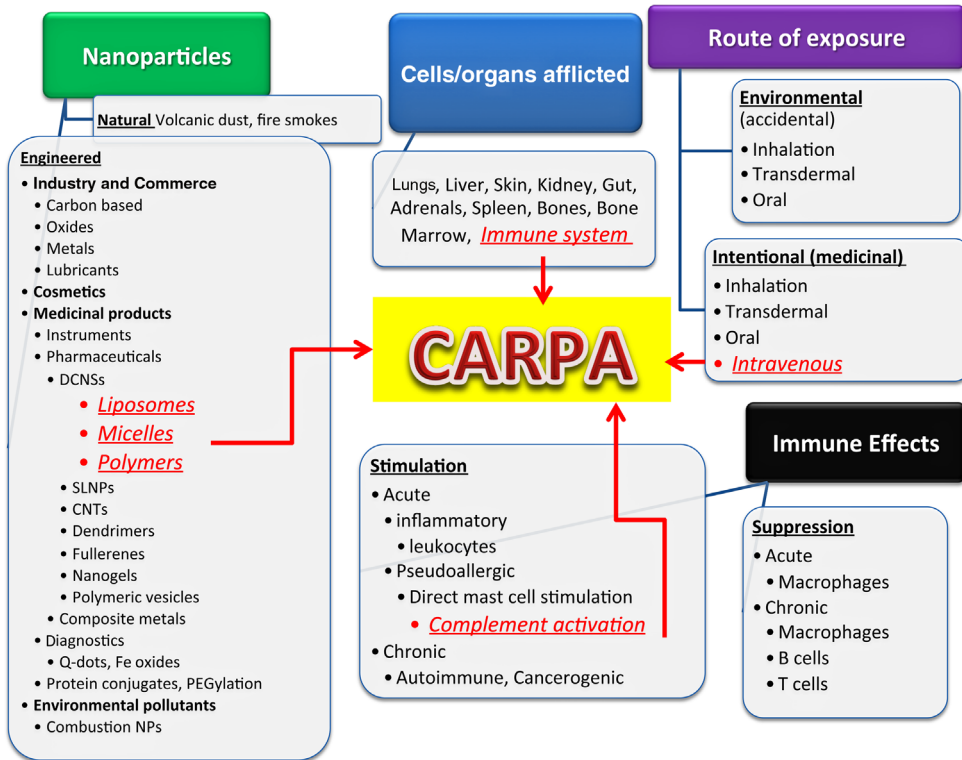 Nanoparticles
Natural Volcanic dust, fire smokes
Engineered
• Industry and Commerce
• Carbon based
• Oxides
• Metals
• Lubricants
• Cosmetics
• Medicinal products
• Instruments
• Pharmaceuticals
• DCNSs
• Liposomes
• Micelles
• Polymers
• SLNPs
• CNTs
• Dendrimers
• Fullerenes
• Nanogels
• Polymeric vesicles
• Composite metals
• Diagnostics
• Q-dots, Fe oxides
• Protein conjugates, PEGylation
• Environmental pollutants
• Combustion NPs
Cells/organs afflicted
Lungs, Liver, Skin, Kidney, Gut,
Adrenals, Spleen, Bones, Bone
Marrow, Immune system
CARPA
Route of exposure
Environmental
(accidental)
• Inhalation
• Transdermal
• Oral
Intentional (medicinal)
• Inhalation
• Transdermal
• Oral
• Intravenous
Immune Effects
Stimulation
• Acute
• inflammatory
• leukocytes
• Pseudoallergic
• Direct mast cell stimulation
• Complement activation
• Chronic
• Autoimmune, Cancerogenic
Suppression
• Acute
• Macrophages
• Chronic
• Macrophages
• B cells
• T cells